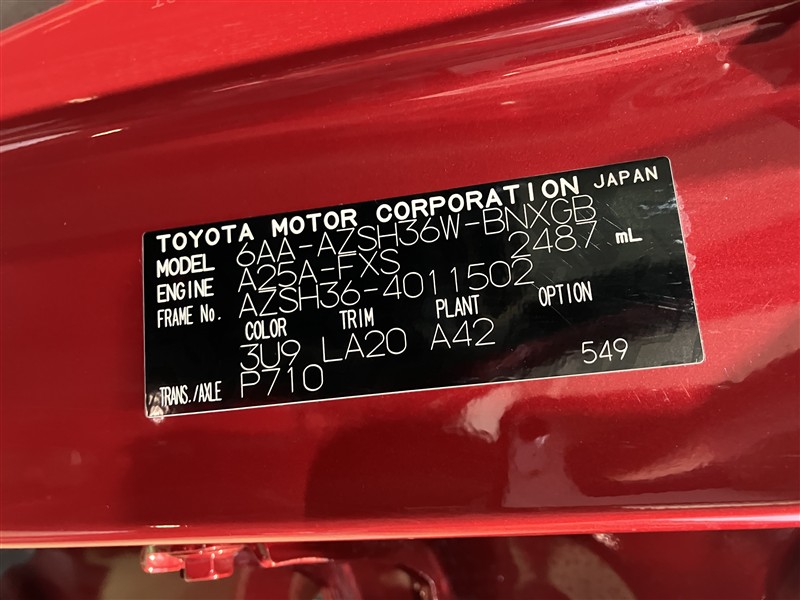 TOYOTA MOTOR CORPORATION JAPAN
MODEL 6AA-AZSH36W-BNXGB
ENGINE A25A-FXS 2487 mL
FRAME No. AZSH36-4011502
COLOR TRIM PLANT OPTION
3U9 LA20 A42 549
TRANS./AXLE P710